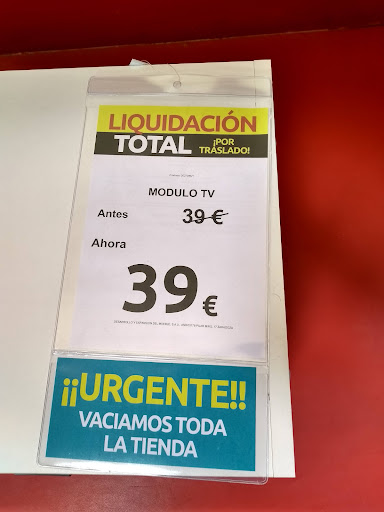 LIQUIDACIÓN
TOTAL ¡POR TRASLADO!
MODULO TV
Antes 39 €
Ahora
39 €
¡¡URGENTE!!
VACIAMOS TODA
LA TIENDA